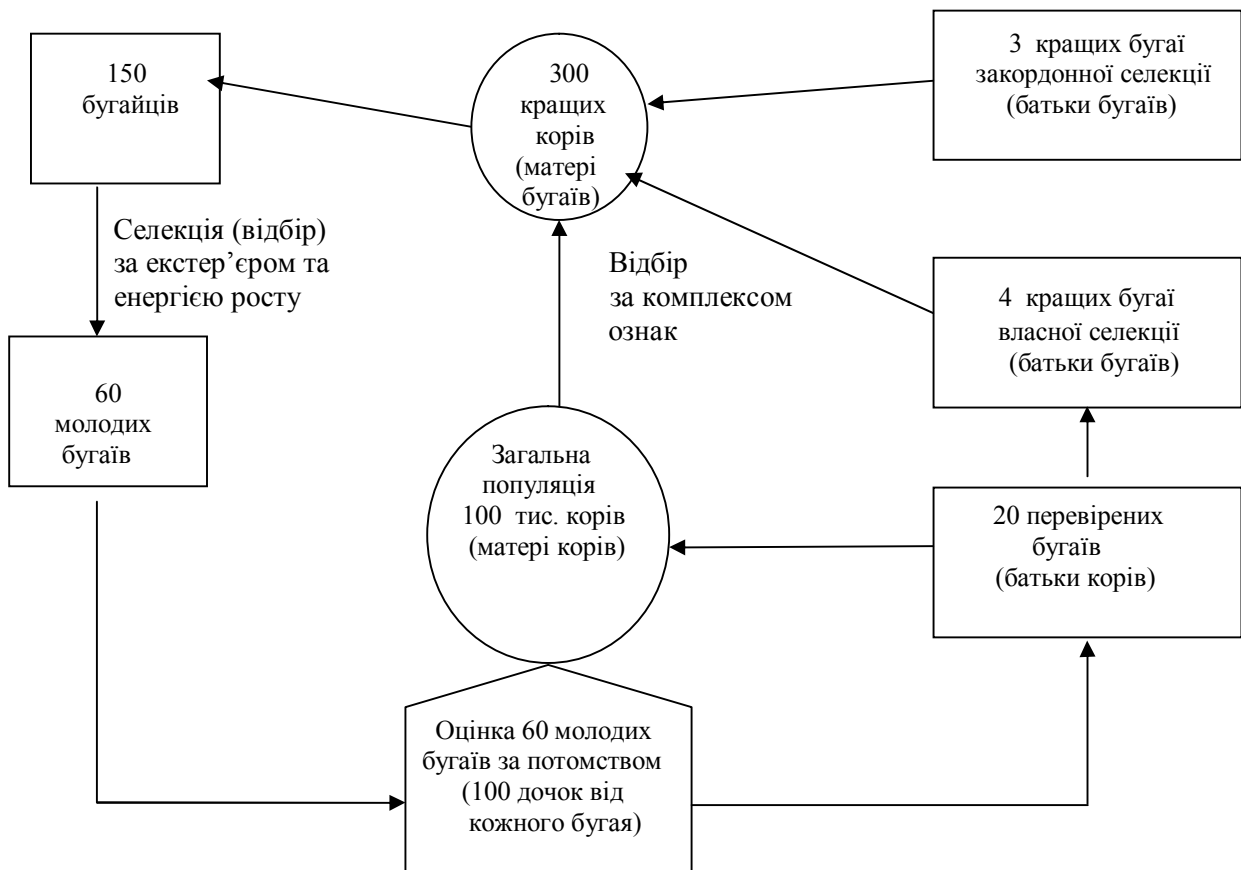 150
бугайців
300
кращих
корів
(матері
бугаїв)
3 кращих бугаї
закордонної селекції
(батьки бугаїв)
Селекція (відбір)
за екстер’єром та
енергією росту
Відбір
за комплексом
ознак
4 кращих бугаї
власної селекції
(батьки бугаїв)
60
молодих
бугаїв
Загальна
популяція
100 тис. корів
(матері корів)
20 перевірених
бугаїв
(батьки корів)
Оцінка 60 молодих
бугаїв за потомством
(100 дочок від
кожного бугая)